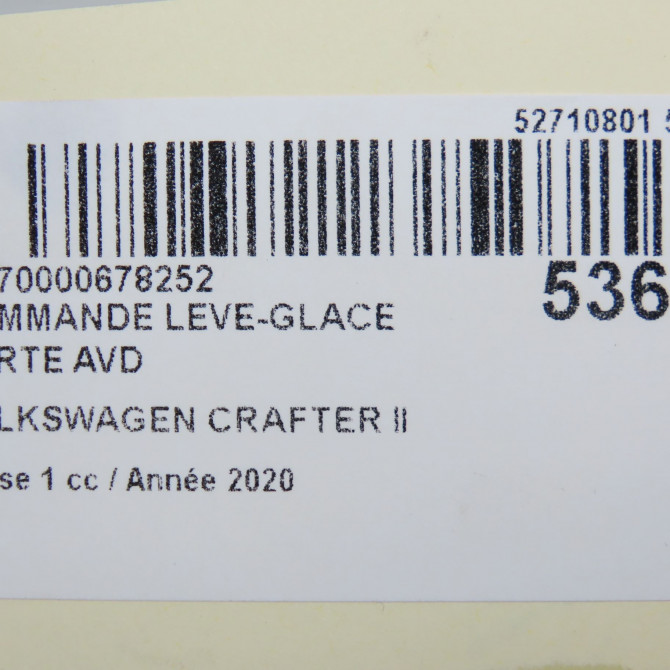 52710801 5
70000678252
536
MMANDE LEVE-GLACE
RTE AVD
LKSWAGEN CRAFTER II
se 1 cc / Année 2020